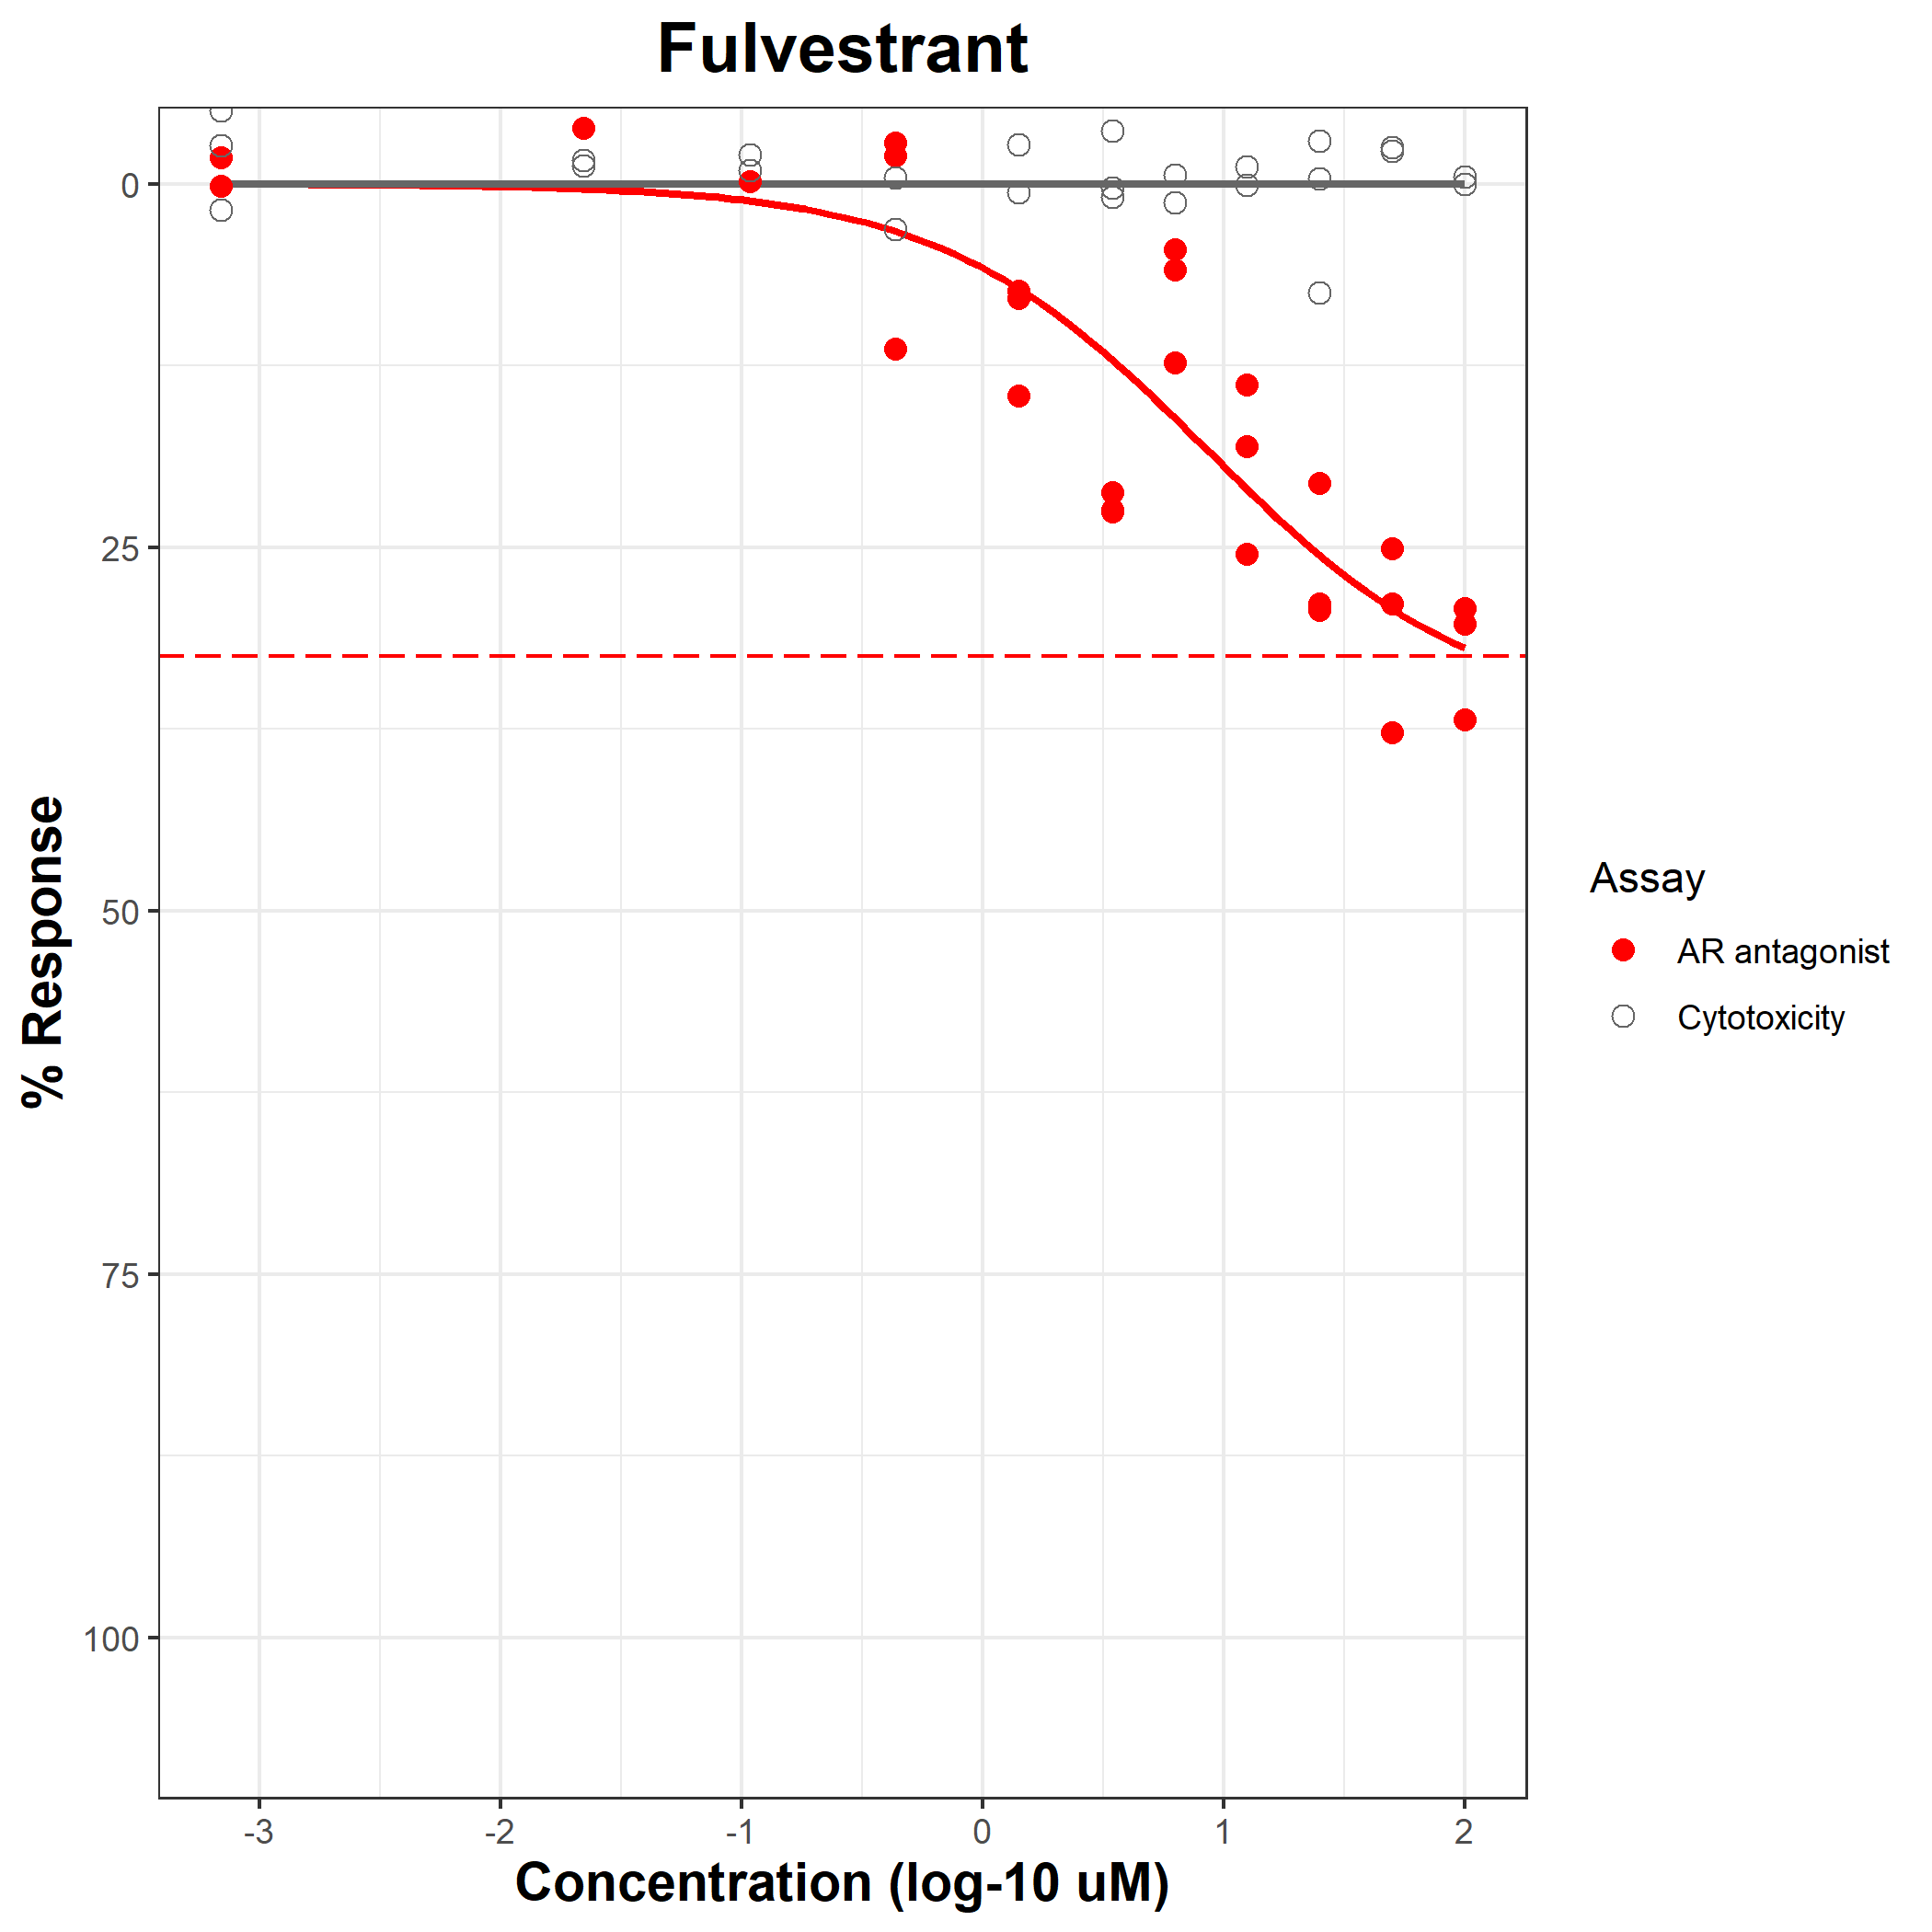 Fulvestrant
% Response
0
25
50
75
100
-3
-2
-1
0
1
2
Concentration (log-10 uM)
Assay
AR antagonist
Cytotoxicity